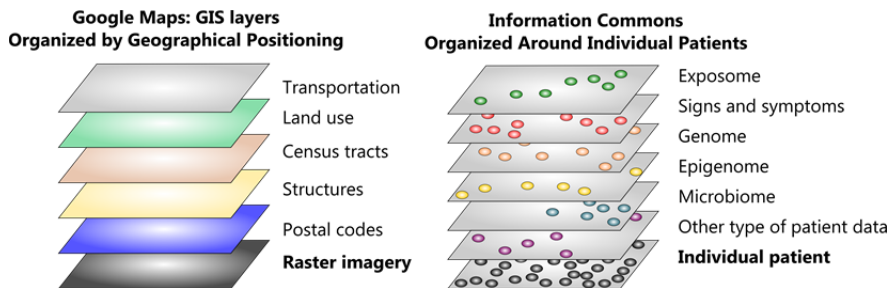 Google Maps: GIS layers
Organized by Geographical Positioning
Transportation
Land use
Census tracts
Structures
Postal codes
Raster imagery
Information Commons
Organized Around Individual Patients
Exposome
Signs and symptoms
Genome
Epigenome
Microbiome
Other type of patient data
Individual patient